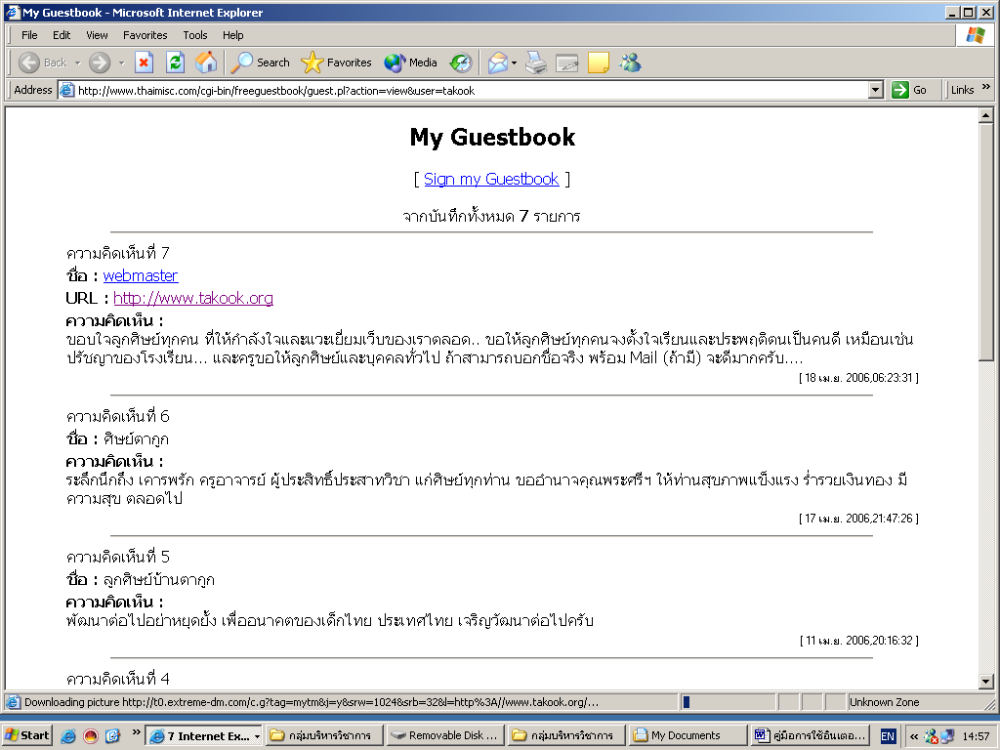 My Guestbook - Microsoft Internet Explorer
File Edit View Favorites Tools Help
Back Search Favorites Media
Address http://www.thaimisc.com/cgi-bin/freeguestbook/guest.pl?action=view&user=takook Go Links »
My Guestbook
[ Sign my Guestbook ]
จากบันทึกทั้งหมด 7 รายการ
ความคิดเห็นที่ 7
ชื่อ : webmaster
URL : http://www.takook.org
ความคิดเห็น :
ขอบใจลูกศิษย์ทุกคน ที่ให้กำลังใจและแวะเยี่ยมเว็บของเราตลอด.. ขอให้ลูกศิษย์ทุกคนจงตั้งใจเรียนและประพฤติตนเป็นคนดี เหมือนเช่น
ปรัชญาของโรงเรียน... และครูขอให้ลูกศิษย์และบุคคลทั่วไป ถ้าสามารถบอกชื่อจริง พร้อม Mail (ถ้ามี) จะดีมากครับ....
[ 18 เม.ย. 2006,06:23:31 ]
ความคิดเห็นที่ 6
ชื่อ : ศิษย์ตากูก
ความคิดเห็น :
ระลึกนึกถึง เคารพรัก ครูอาจารย์ ผู้ประสิทธิ์ประสาทวิชา แก่ศิษย์ทุกท่าน ขออำนาจคุณพระศรีฯ ให้ท่านสุขภาพแข็งแรง ร่ำรวยเงินทอง มี
ความสุข ตลอดไป
[ 17 เม.ย. 2006,21:47:26 ]
ความคิดเห็นที่ 5
ชื่อ : ลูกศิษย์บ้านตากูก
ความคิดเห็น :
พัฒนาต่อไปอย่าหยุดยั้ง เพื่ออนาคตของเด็กไทย ประเทศไทย เจริญวัฒนาต่อไปครับ
[ 11 เม.ย. 2006,20:16:32 ]
ความคิดเห็นที่ 4
Downloading picture http://t0.extreme-dm.com/c.g?tag=mytm&j=y&srw=1024&srb=32&l=http%3A//www.takook.org/... Unknown Zone
Start » 7 Internet Ex... กลุ่มบริหารวิชาการ Removable Disk ... กลุ่มบริหารวิชาการ My Documents คู่มือการใช้อินเตอ... EN « 14:57